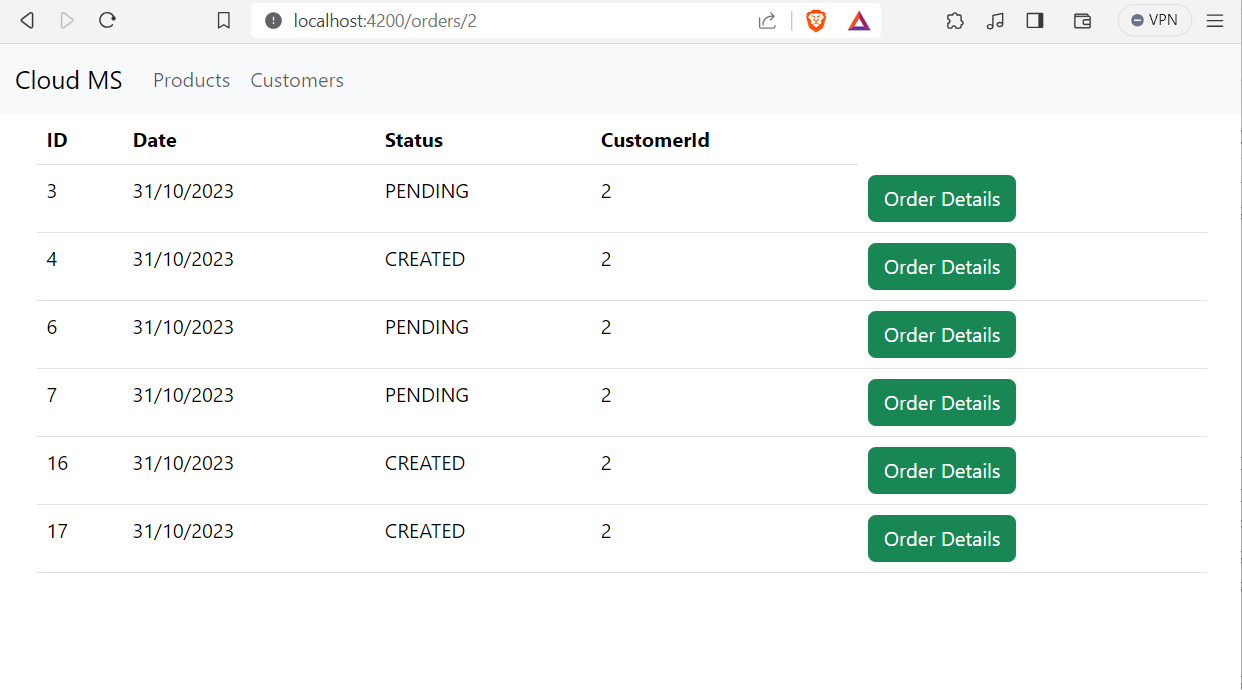 localhost:4200/orders/2 VPN
Cloud MS Products Customers
ID Date Status CustomerId
3 31/10/2023 PENDING 2 Order Details
4 31/10/2023 CREATED 2 Order Details
6 31/10/2023 PENDING 2 Order Details
7 31/10/2023 PENDING 2 Order Details
16 31/10/2023 CREATED 2 Order Details
17 31/10/2023 CREATED 2 Order Details